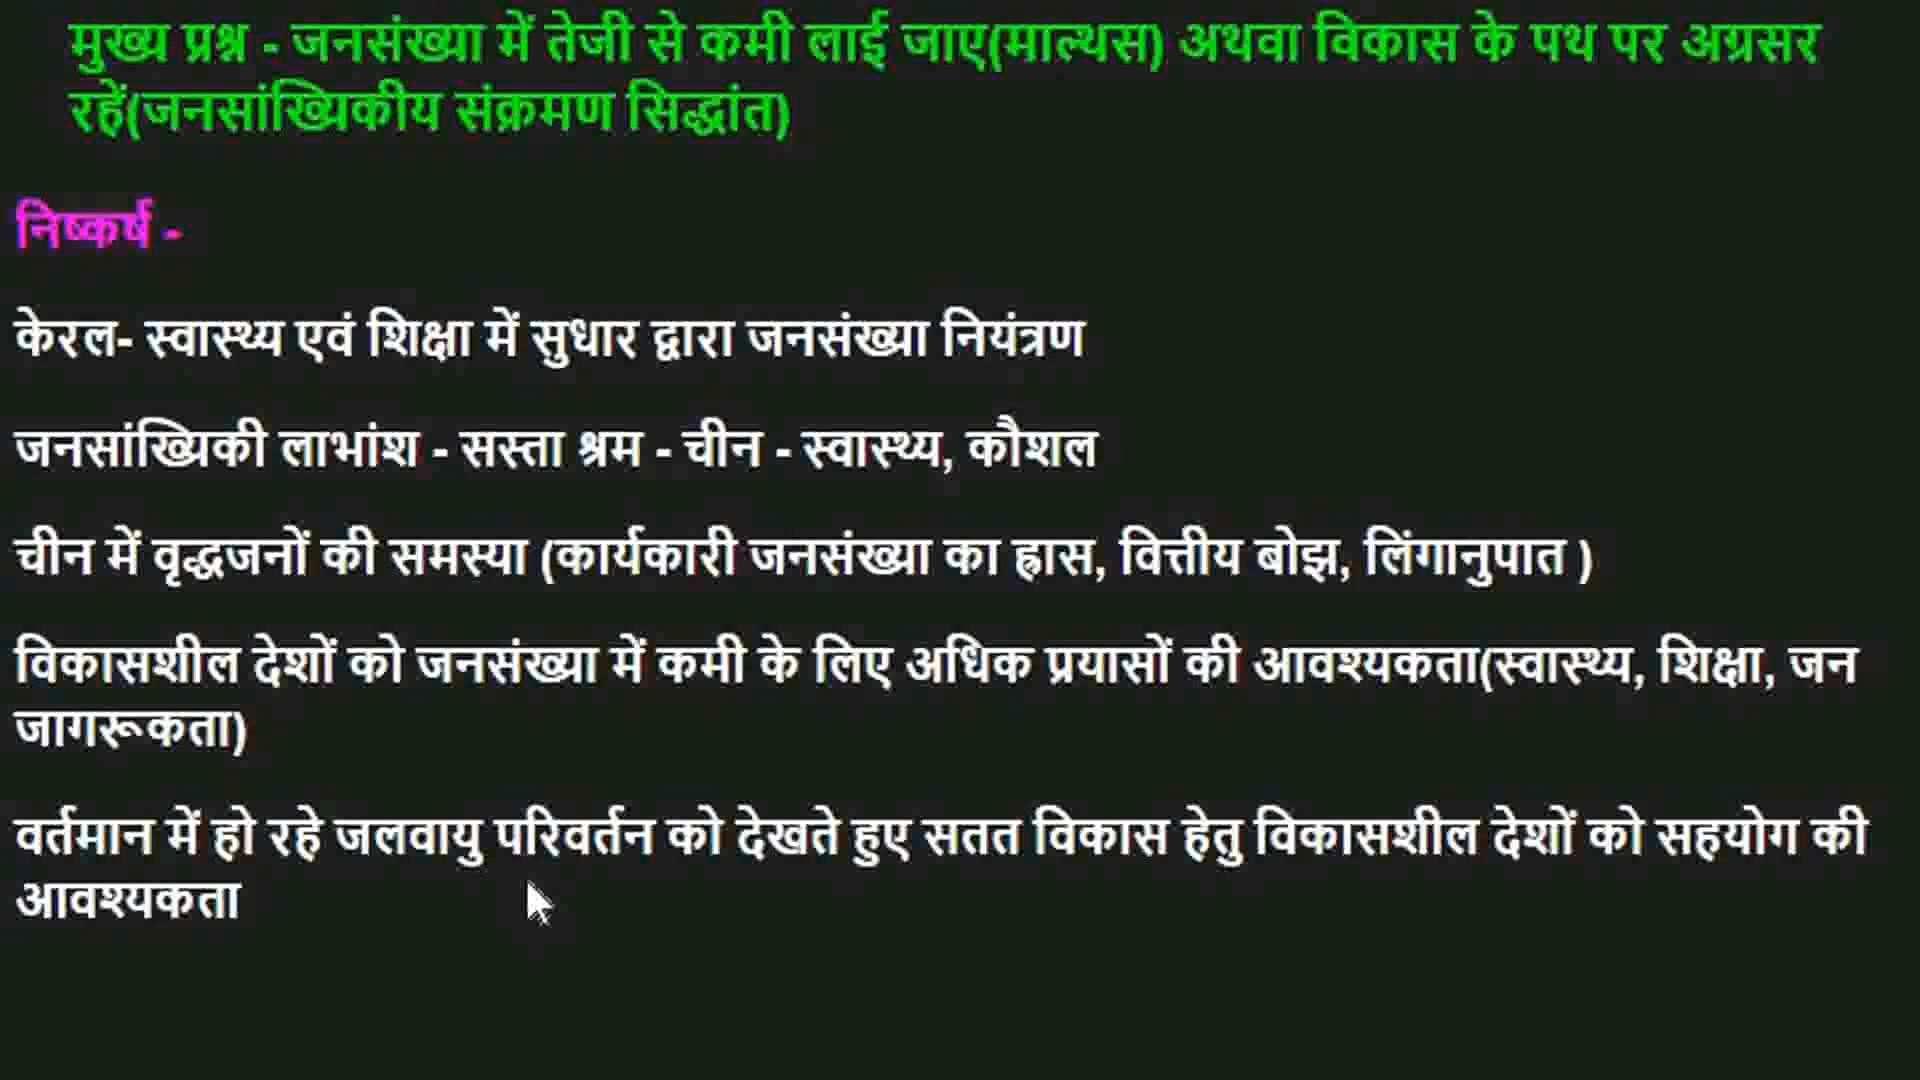 मुख्य प्रश्न - जनसंख्या में तेजी से कमी लाई जाए(माल्थस) अथवा विकास के पथ पर अग्रसर
रहें(जनसांख्यिकीय संक्रमण सिद्धांत)
निष्कर्ष -
केरल- स्वास्थ्य एवं शिक्षा में सुधार द्वारा जनसंख्या नियंत्रण
जनसांख्यिकी लाभांश - सस्ता श्रम - चीन - स्वास्थ्य, कौशल
चीन में वृद्धजनों की समस्या (कार्यकारी जनसंख्या का ह्रास, वित्तीय बोझ, लिंगानुपात )
विकासशील देशों को जनसंख्या में कमी के लिए अधिक प्रयासों की आवश्यकता(स्वास्थ्य, शिक्षा, जन
जागरूकता)
वर्तमान में हो रहे जलवायु परिवर्तन को देखते हुए सतत विकास हेतु विकासशील देशों को सहयोग की
आवश्यकता